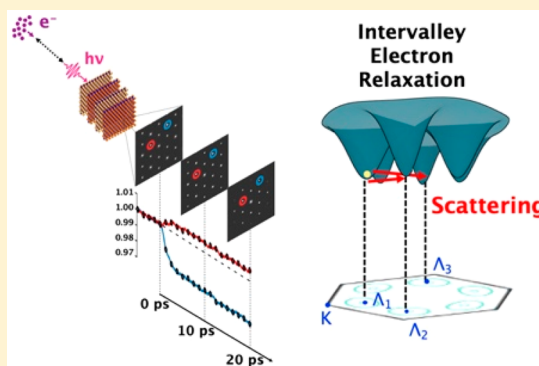 e⁻
hν
1.01
1.00
0.99
0.98
0.97
0 ps
10 ps
20 ps
Intervalley
Electron
Relaxation
Scattering
Λ₃
Λ₁
K
Λ₂